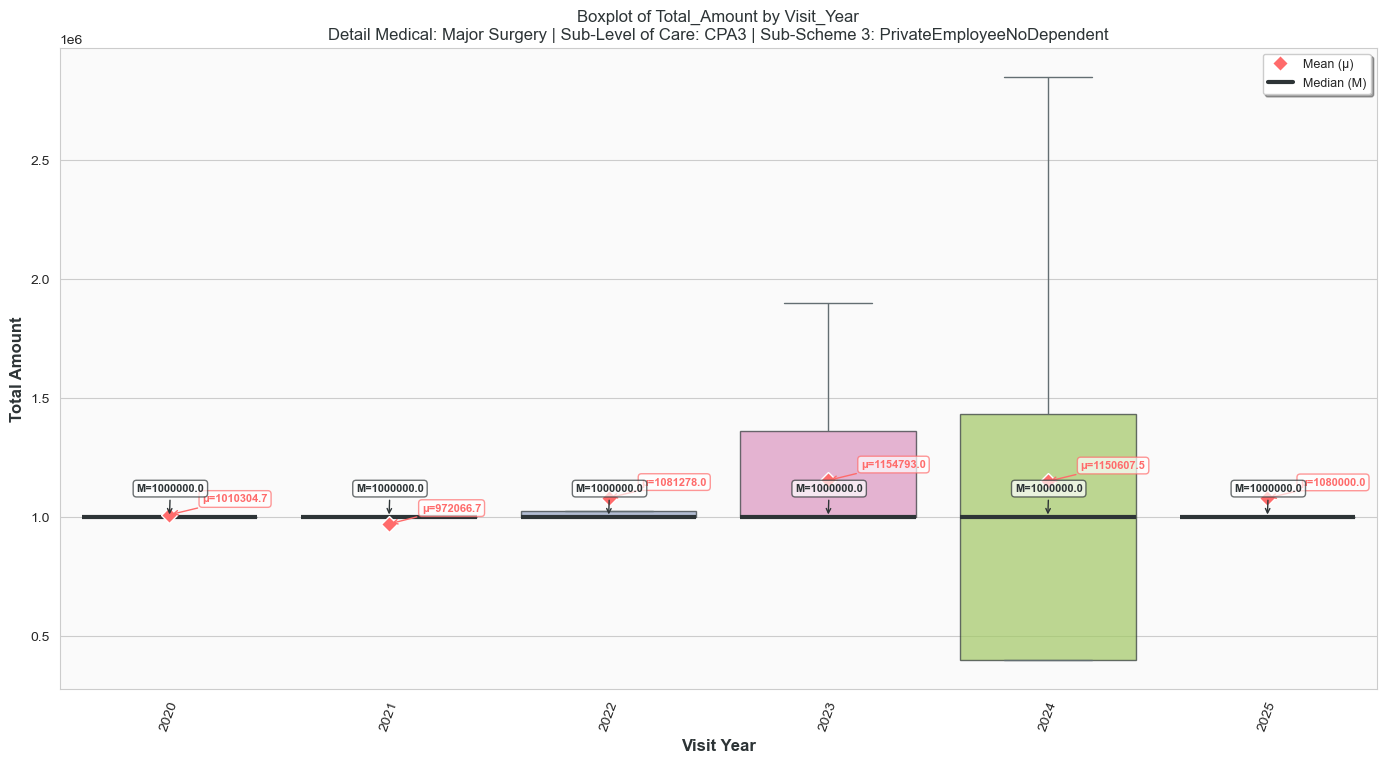 Boxplot of Total_Amount by Visit_Year
Detail Medical: Major Surgery | Sub-Level of Care: CPA3 | Sub-Scheme 3: PrivateEmployeeNoDependent
1e6
Mean (μ)
Median (M)
2.5
2.0
1.5
1.0
0.5
Total Amount
M=1000000.0
μ=1010304.7
M=1000000.0
μ=972066.7
M=1000000.0
μ=1081278.0
M=1000000.0
μ=1154793.0
M=1000000.0
μ=1150607.5
M=1000000.0
=1080000.0
2020
2021
2022
2023
2024
2025
Visit Year